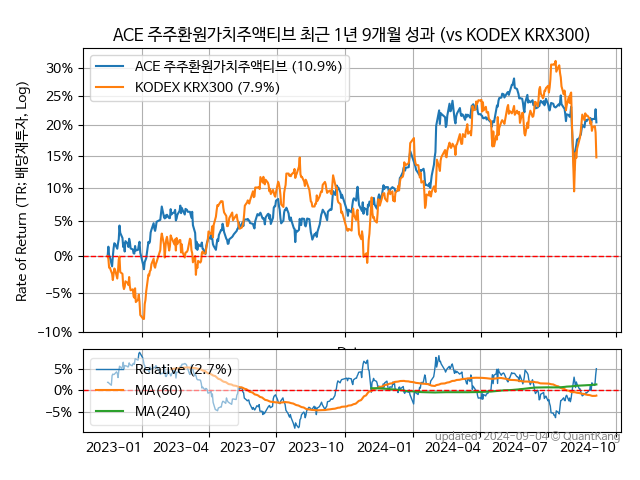 ACE 주주환원가치주액티브 최근 1년 9개월 성과 (vs KODEX KRX300)
Rate of Return (TR: 배당재투자, Log)
30%
25%
20%
15%
10%
5%
0%
−5%
−10%
ACE 주주환원가치주액티브 (10.9%)
KODEX KRX300 (7.9%)
5%
0%
−5%
Relative (2.7%)
MA(60)
MA(240)
updated: 2024-09-04 © QuantKang
2023-01 2023-04 2023-07 2023-10 2024-01 2024-04 2024-07 2024-10